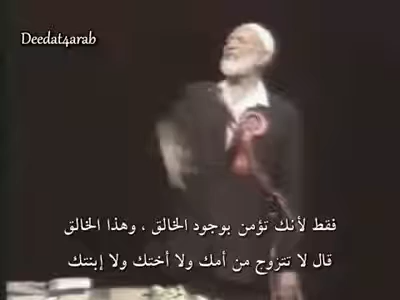 Deedat4arab
فقط لأنك تؤمن بوجود الخالق ، وهذا الخالق
قال لا تتزوج من أمك ولا أختك ولا إبنتك